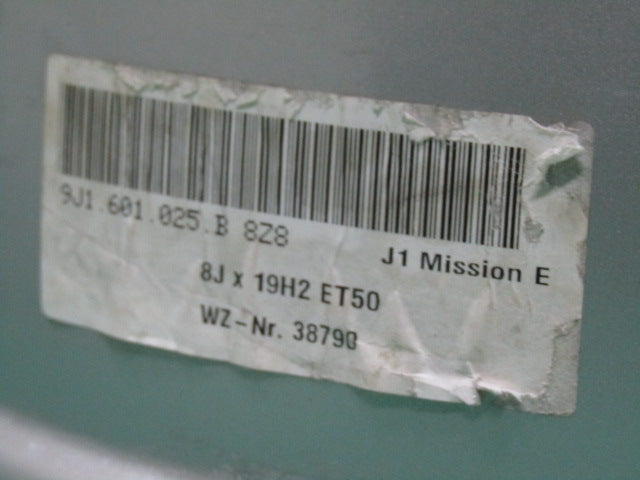 9J1.601.025.B 8Z8
J1 Mission E
8J x 19H2 ET50
WZ-Nr. 38790